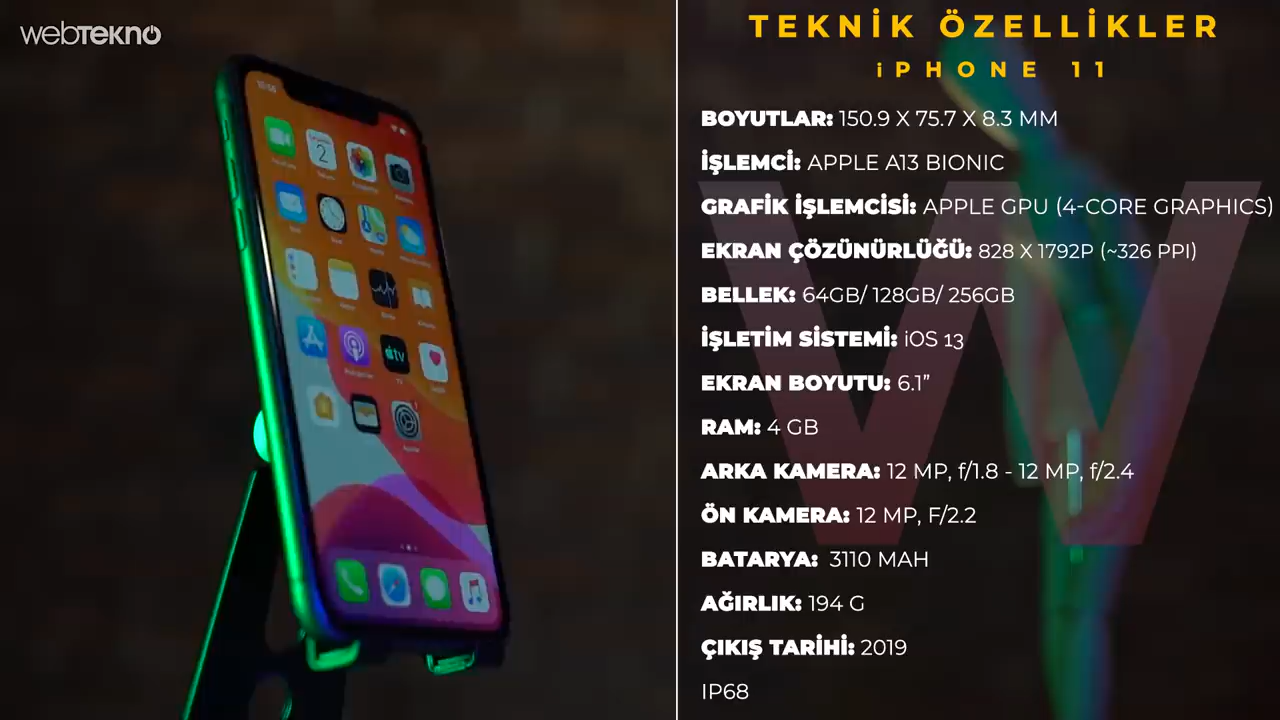 webtekno
TEKNİK ÖZELLİKLER
iPHONE 11
BOYUTLAR: 150.9 X 75.7 X 8.3 MM
İŞLEMCİ: APPLE A13 BIONIC
GRAFİK İŞLEMCİSİ: APPLE GPU (4-CORE GRAPHICS)
EKRAN ÇÖZÜNÜRLÜĞÜ: 828 X 1792P (~326 PPI)
BELLEK: 64GB/ 128GB/ 256GB
İŞLETİM SİSTEMİ: iOS 13
EKRAN BOYUTU: 6.1”
RAM: 4 GB
ARKA KAMERA: 12 MP, f/1.8 - 12 MP, f/2.4
ÖN KAMERA: 12 MP, F/2.2
BATARYA:  3110 MAH
AĞIRLIK: 194 G
ÇIKIŞ TARİHİ: 2019
IP68
W
2
tv